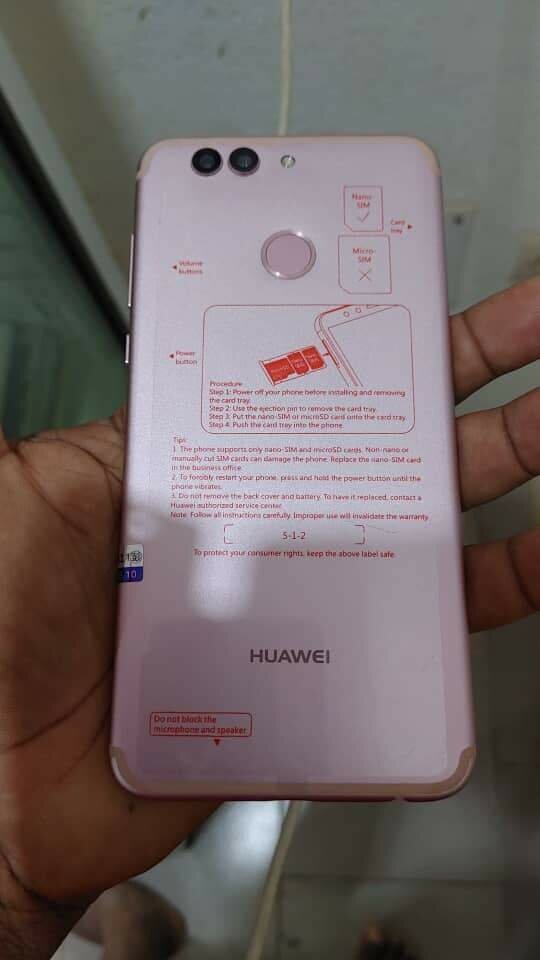 Nano-
SIM
Card
tray
Micro-
SIM
Volume
buttons
Power
button
Procedure
Step 1: Power off your phone before installing and removing
the card tray.
Step 2: Use the ejection pin to remove the card tray.
Step 3: Put the nano-SIM or microSD card onto the card tray.
Step 4: Push the card tray into the phone.
Tips:
1. The phone supports only nano-SIM and microSD cards. Non-nano or
manually cut SIM cards can damage the phone. Replace the nano-SIM card
in the business office.
2. To forcibly restart your phone, press and hold the power button until the
phone vibrates.
3. Do not remove the back cover and battery. To have it replaced, contact a
Huawei authorized service center.
Note: Follow all instructions carefully. Improper use will invalidate the warranty.
5-1-2
To protect your consumer rights, keep the above label safe.
10
HUAWEI
Do not block the
microphone and speaker